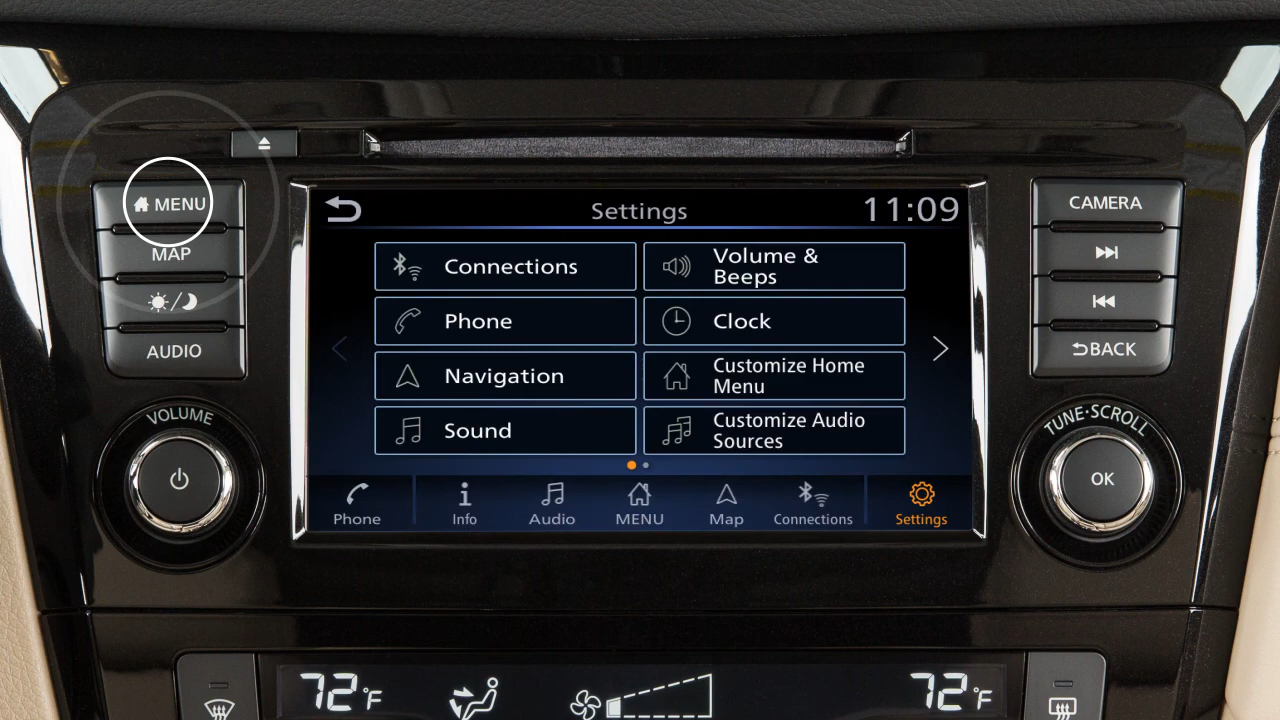 MENU
MAP
AUDIO
VOLUME
Settings
11:09
Connections
Volume &
Beeps
Phone
Clock
Navigation
Customize Home
Menu
Sound
Customize Audio
Sources
Phone
Info
Audio
MENU
Map
Connections
Settings
CAMERA
BACK
TUNE·SCROLL
OK
72°F
72°F